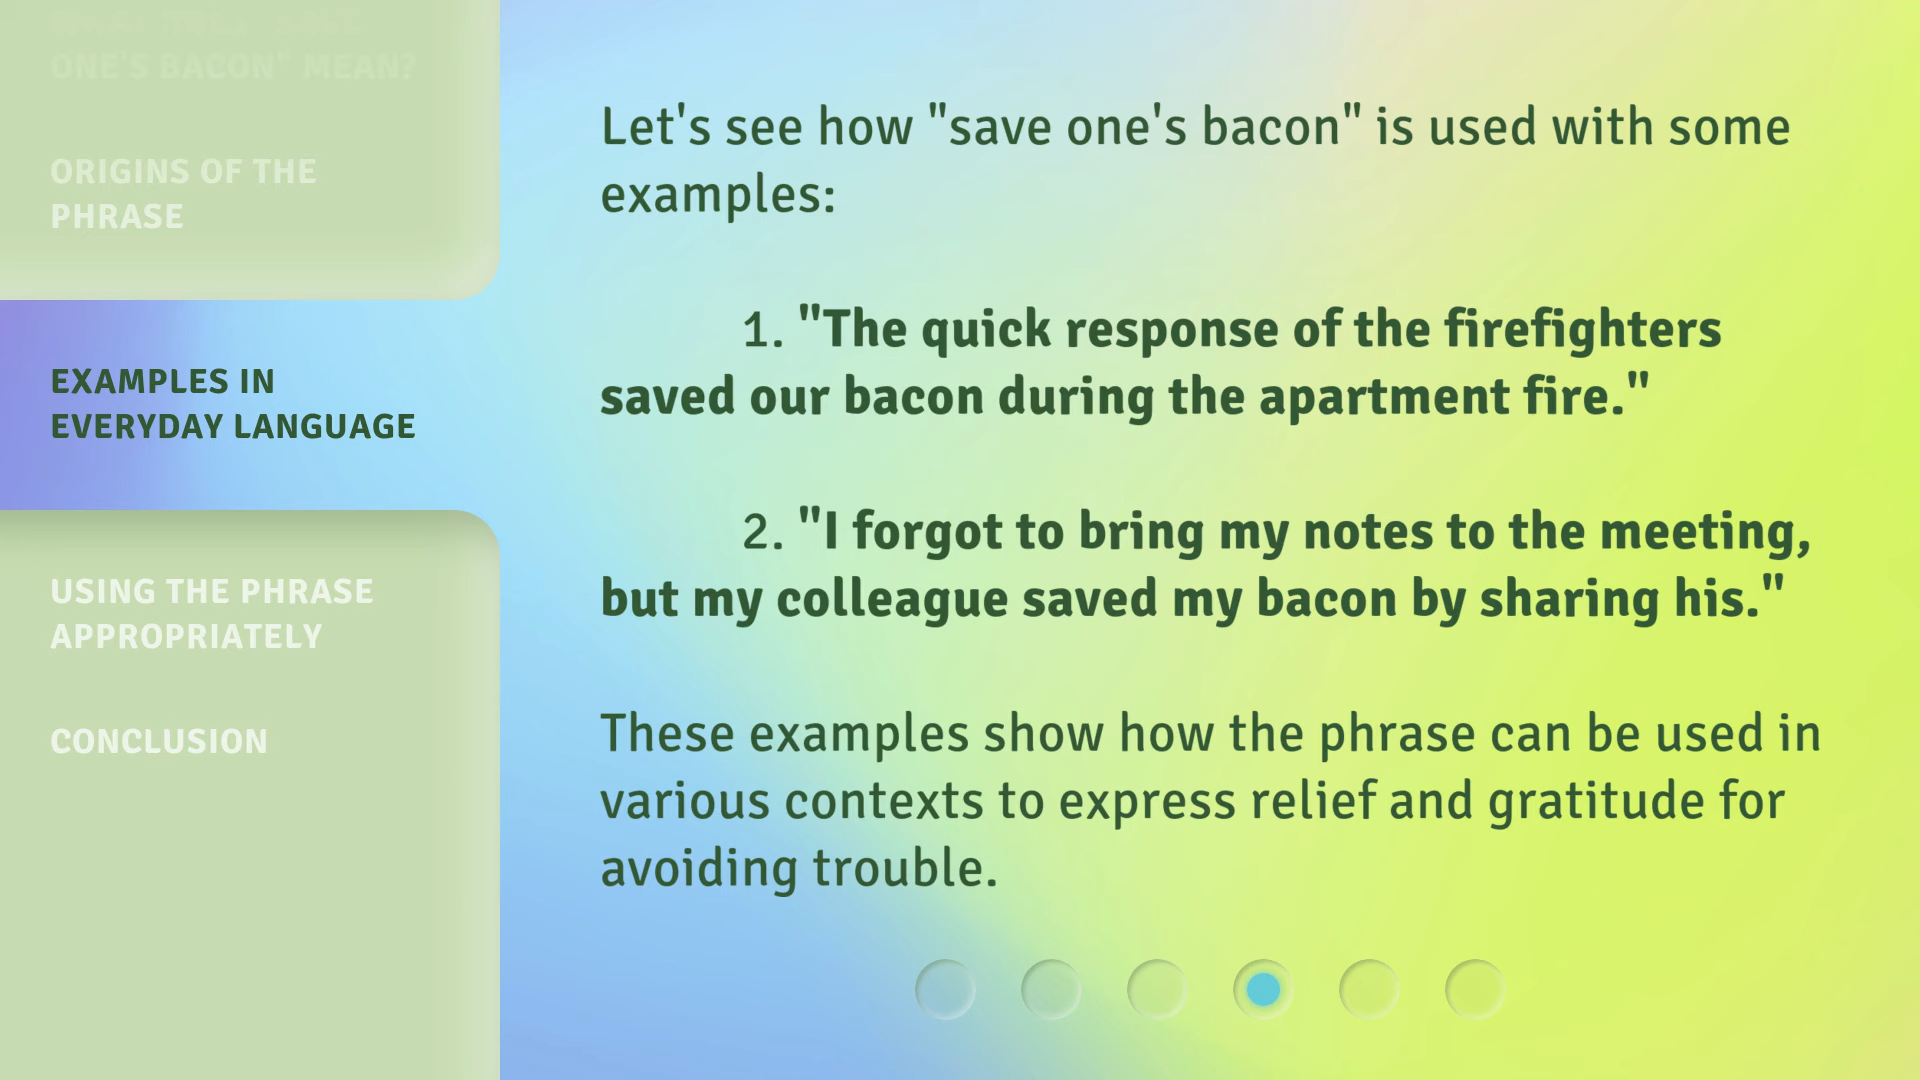 ONE'S BACON" MEAN?
ORIGINS OF THE
PHRASE
EXAMPLES IN
EVERYDAY LANGUAGE
USING THE PHRASE
APPROPRIATELY
CONCLUSION
Let's see how "save one's bacon" is used with some
examples:
1. "The quick response of the firefighters
saved our bacon during the apartment fire."
2. "I forgot to bring my notes to the meeting,
but my colleague saved my bacon by sharing his."
These examples show how the phrase can be used in
various contexts to express relief and gratitude for
avoiding trouble.